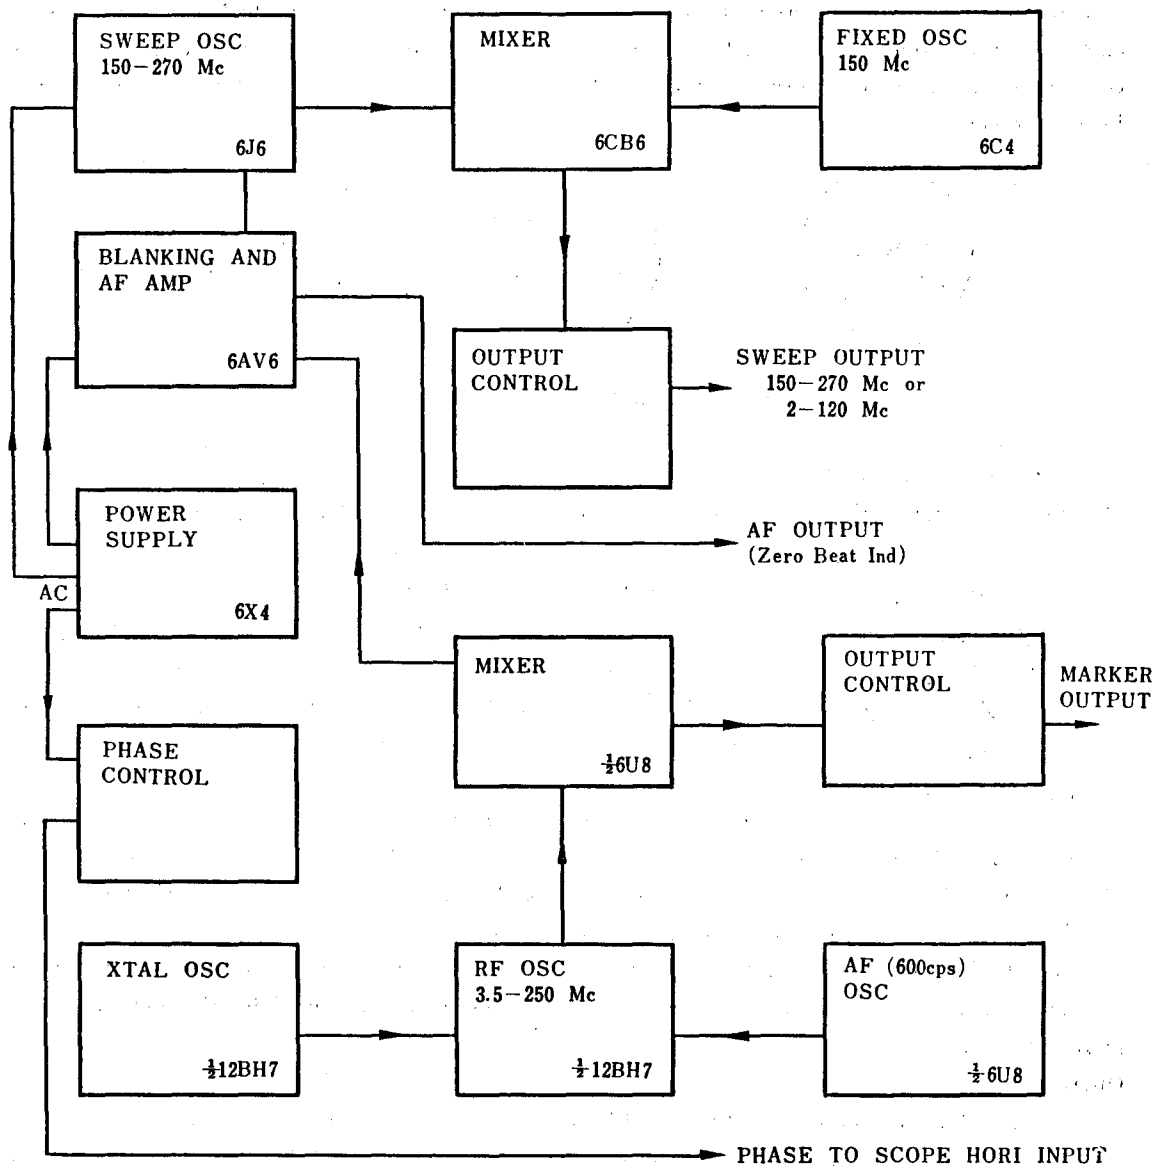 SWEEP OSC
150-270 Mc
6J6
MIXER
6CB6
FIXED OSC
150 Mc
6C4
BLANKING AND
AF AMP
6AV6
OUTPUT
CONTROL
SWEEP OUTPUT
150-270 Mc or
2-120 Mc
POWER
SUPPLY
6X4
AC
AF OUTPUT
(Zero Beat Ind)
MIXER
½6U8
OUTPUT
CONTROL
MARKER
OUTPUT
PHASE
CONTROL
XTAL OSC
½12BH7
RF OSC
3.5-250 Mc
½12BH7
AF (600cps)
OSC
½6U8
PHASE TO SCOPE HORI INPUT